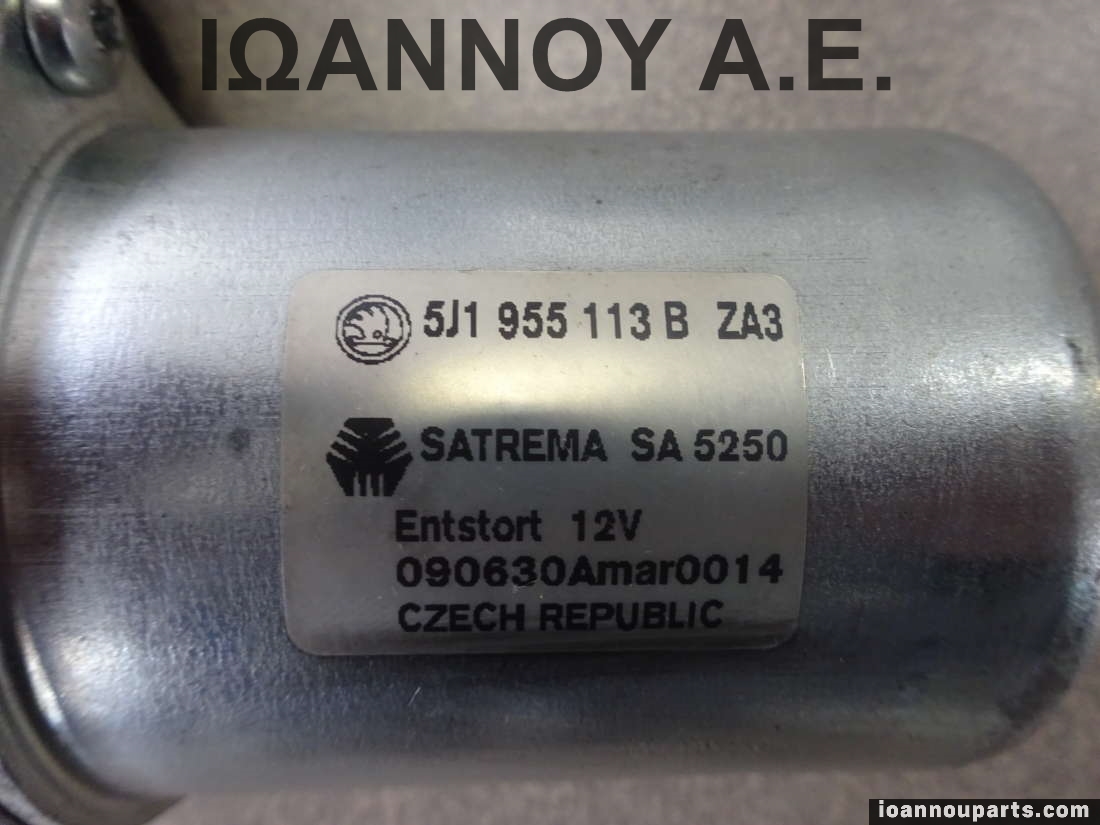 ΙΩΑΝΝΟΥ Α.Ε.
5J1 955 113 B ZA3
SATREMA SA 5250
Entstort 12V
090630Amar0014
CZECH REPUBLIC
ioannouparts.com